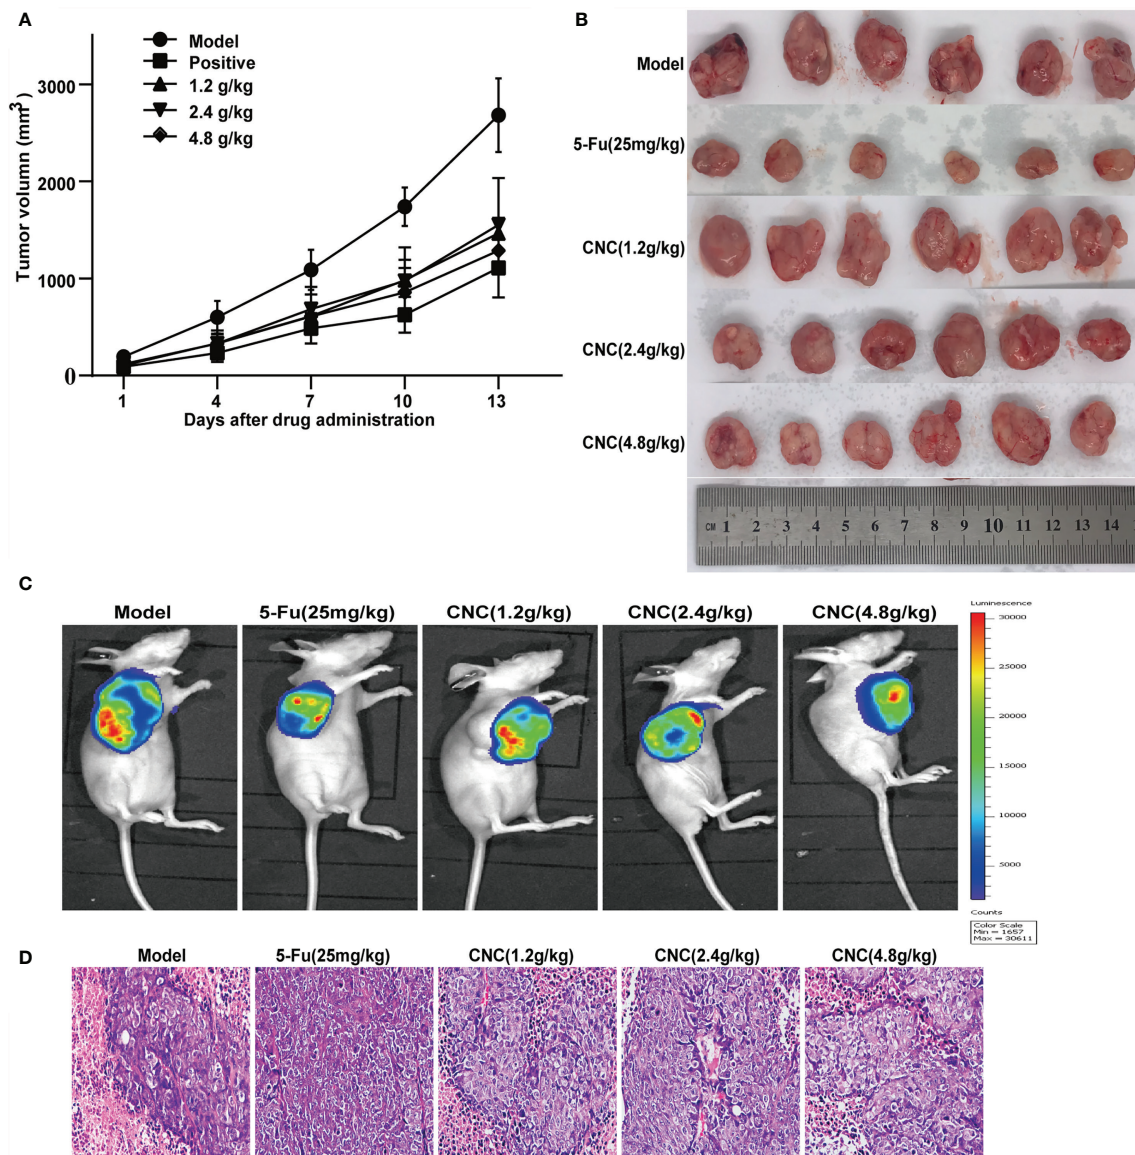 A
Model
Positive
1.2 g/kg
2.4 g/kg
4.8 g/kg
Tumor volumn (mm3)
3000
2000
1000
0
1 4 7 10 13
Days after drug administration
B
Model
5-Fu(25mg/kg)
CNC(1.2g/kg)
CNC(2.4g/kg)
CNC(4.8g/kg)
CM 1 2 3 4 5 6 7 8 9 10 11 12 13 14
C
Model 5-Fu(25mg/kg) CNC(1.2g/kg) CNC(2.4g/kg) CNC(4.8g/kg)
Luminescence
30000
25000
20000
15000
10000
5000
Counts
Color Scale
Min = 1657
Max = 30611
D
Model 5-Fu(25mg/kg) CNC(1.2g/kg) CNC(2.4g/kg) CNC(4.8g/kg)